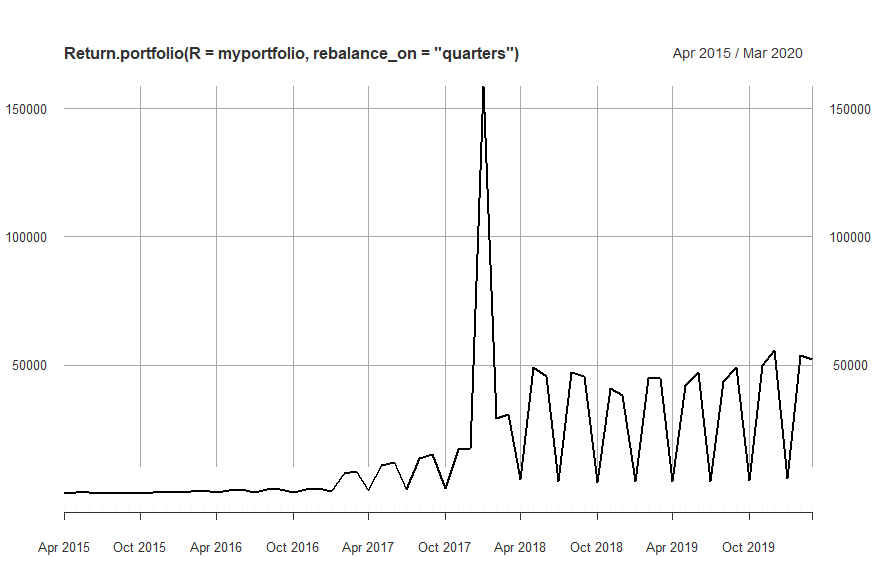 Return.portfolio(R = myportfolio, rebalance_on = "quarters") Apr 2015 / Mar 2020
150000 150000
100000 100000
50000 50000
Apr 2015 Oct 2015 Apr 2016 Oct 2016 Apr 2017 Oct 2017 Apr 2018 Oct 2018 Apr 2019 Oct 2019